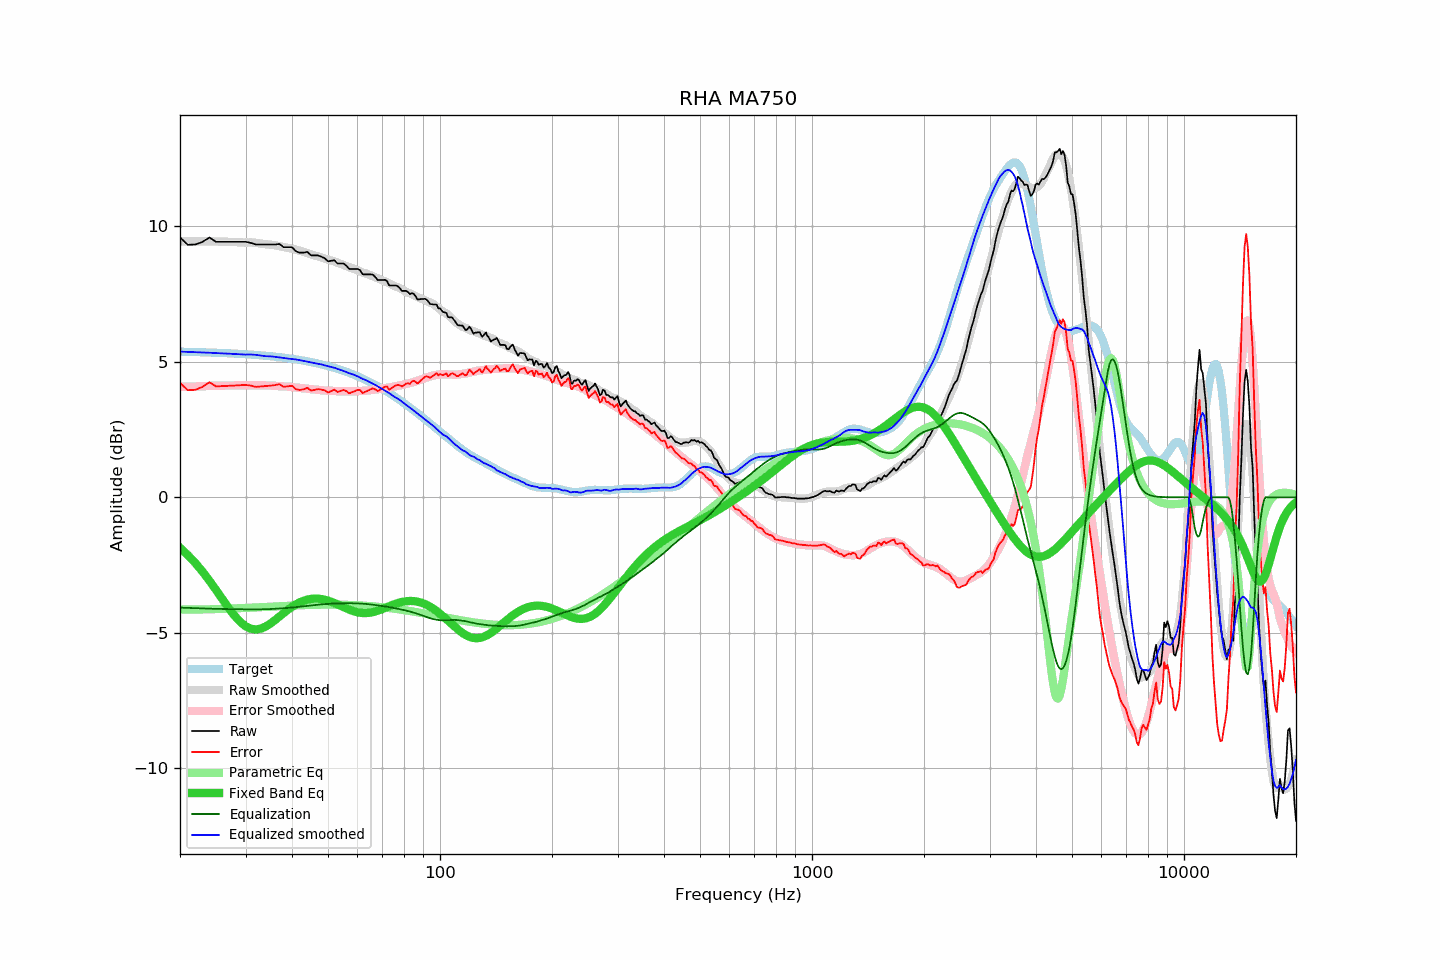 RHA MA750
Amplitude (dBr)
10
5
0
−5
−10
Target
Raw Smoothed
Error Smoothed
Raw
Error
Parametric Eq
Fixed Band Eq
Equalization
Equalized smoothed
100
1000
10000
Frequency (Hz)